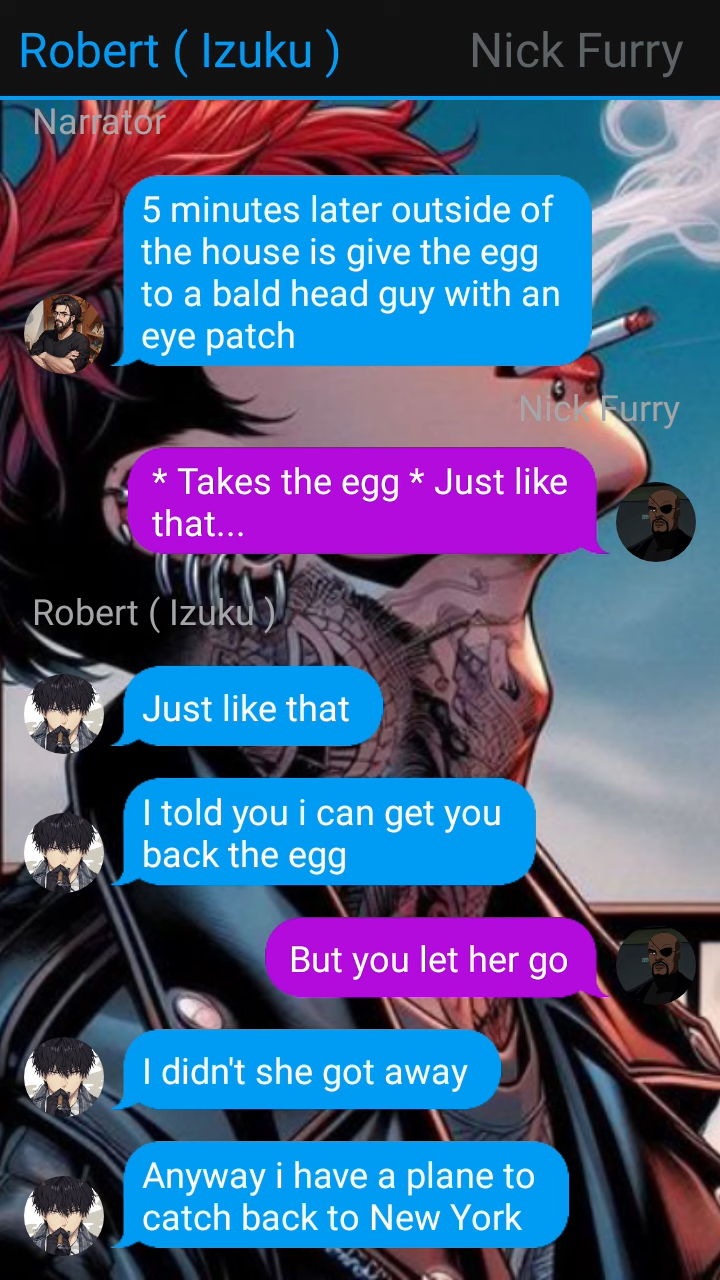 Robert ( Izuku )
Nick Furry
Narrator
5 minutes later outside of
the house is give the egg
to a bald head guy with an
eye patch
Nick Furry
* Takes the egg * Just like
that...
Robert ( Izuku )
Just like that
I told you i can get you
back the egg
But you let her go
I didn't she got away
Anyway i have a plane to
catch back to New York